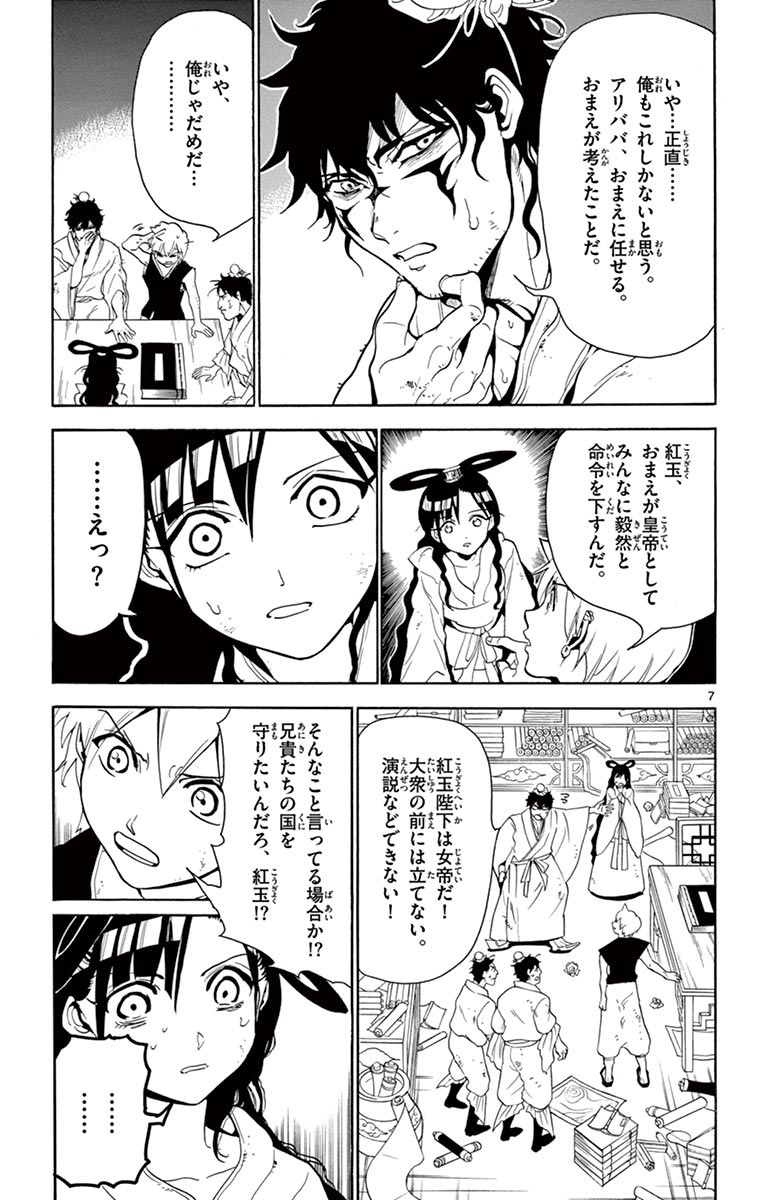 いや…正直……
俺もこれしかないと思う。
アリババ、おまえに任せる。
おまえが考えたことだ。
いや、
俺じゃだめだ…
…………
紅玉、
おまえが皇帝として
みんなに毅然と
命令を下すんだ。
……えっ？
7
紅玉陛下は女帝だ！
大衆の前には立てない。
演説などできない！
そんなこと言ってる場合か!?
兄貴たちの国を
守りたいんだろ、紅玉!?
……
……